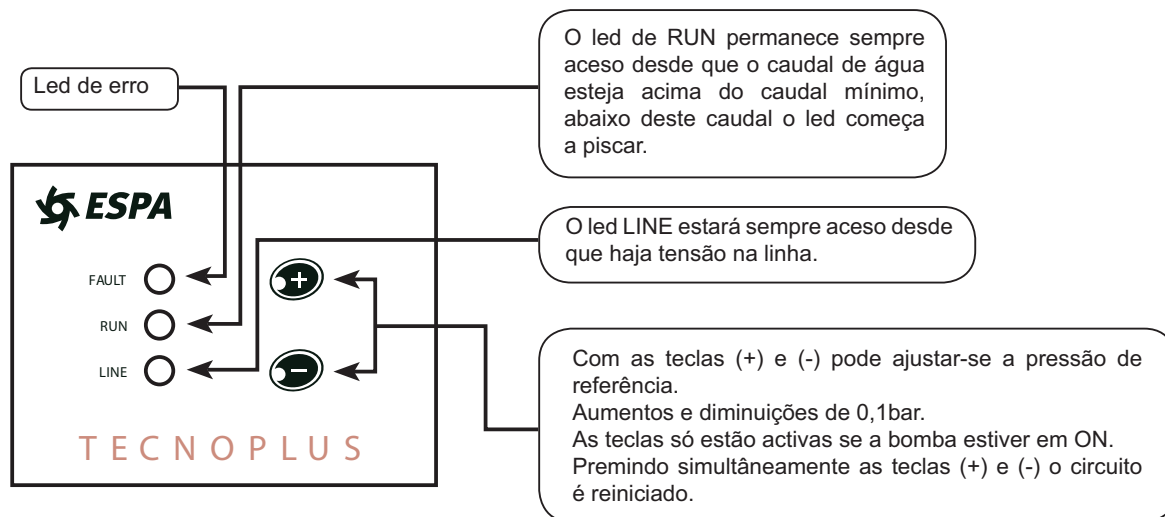 O led de RUN permanece sempre
aceso desde que o caudal de água
esteja acima do caudal mínimo,
abaixo deste caudal o led começa
a piscar.
Led de erro
ESPA
O led LINE estará sempre aceso desde
que haja tensão na linha.
FAULT
+
RUN
LINE
-
Com as teclas (+) e (-) pode ajustar-se a pressão de
referência.
Aumentos e diminuições de 0,1bar.
As teclas só estão activas se a bomba estiver em ON.
Premindo simultâneamente as teclas (+) e (-) o circuito
é reiniciado.
TECNOPLUS